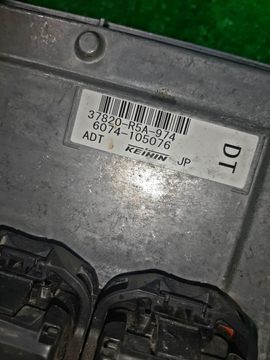 37820-R5A-974
6074-105076
ADT KEIHIN JP
DT